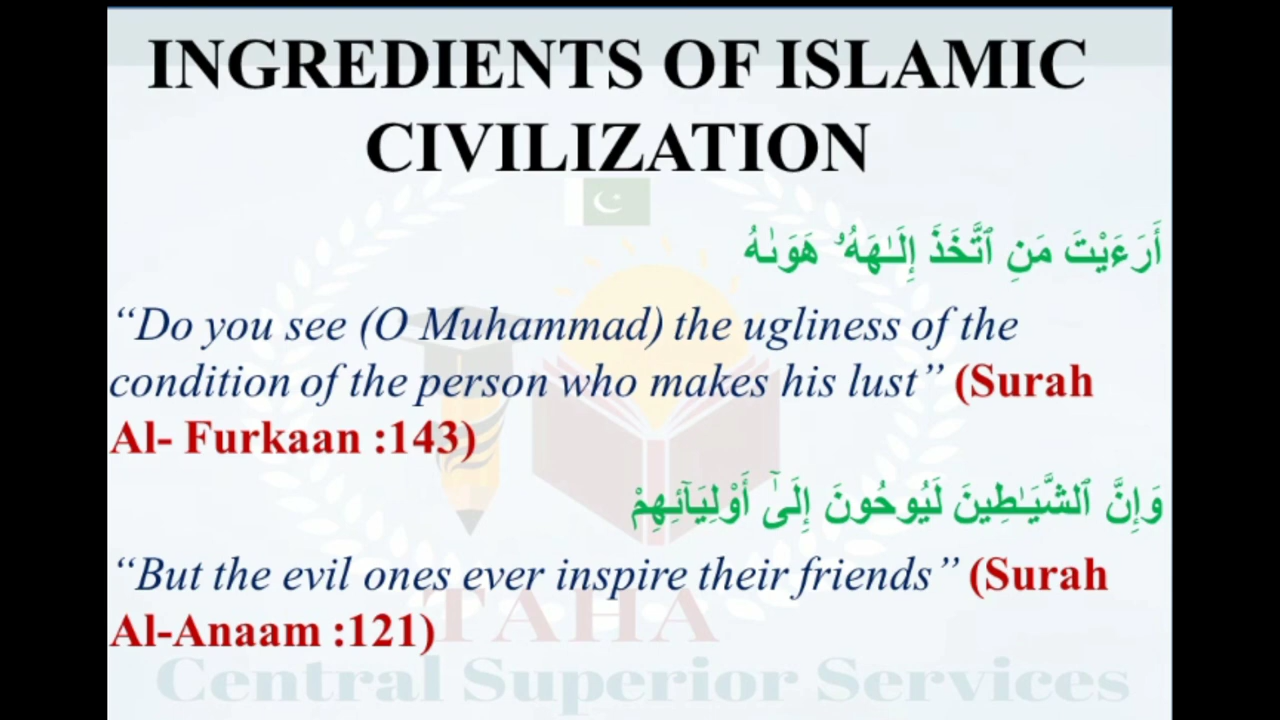 INGREDIENTS OF ISLAMIC
CIVILIZATION
أَرَءَيْتَ مَنِ ٱتَّخَذَ إِلَـٰهَهُۥ هَوَىٰهُ
“Do you see (O Muhammad) the ugliness of the
condition of the person who makes his lust” (Surah
Al- Furkaan :143)
وَإِنَّ ٱلشَّيَـٰطِينَ لَيُوحُونَ إِلَىٰٓ أَوْلِيَآئِهِمْ
“But the evil ones ever inspire their friends” (Surah
Al-Anaam :121)
TAHA
Central Superior Services